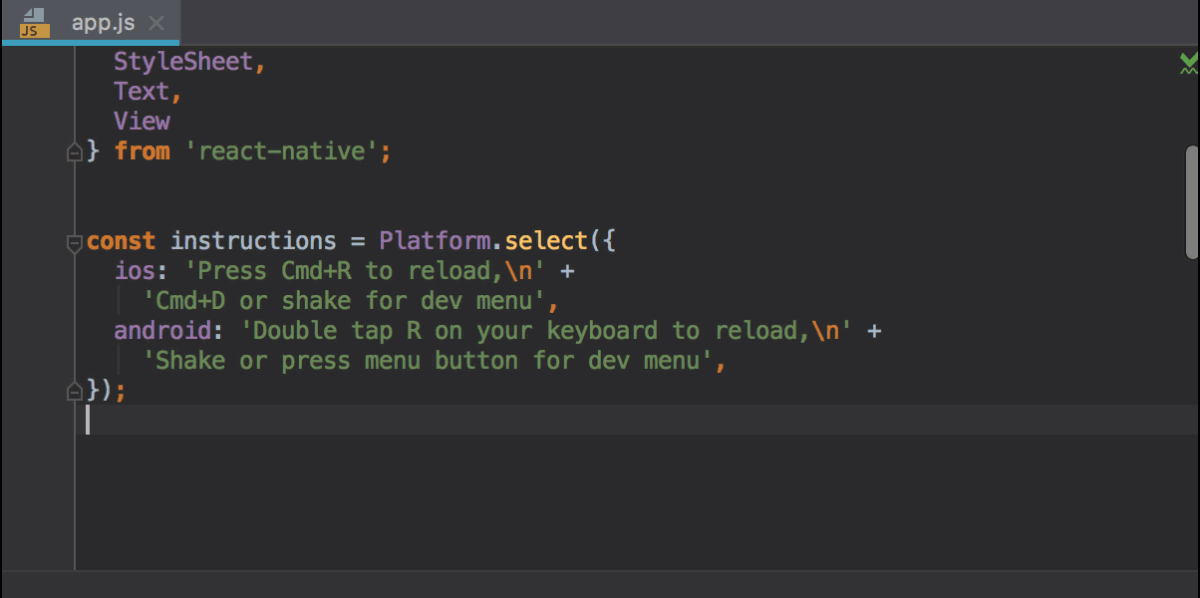 JS app.js
StyleSheet,
Text,
View
} from 'react-native';
const instructions = Platform.select({
ios: 'Press Cmd+R to reload,\n' +
'Cmd+D or shake for dev menu',
android: 'Double tap R on your keyboard to reload,\n' +
'Shake or press menu button for dev menu',
});